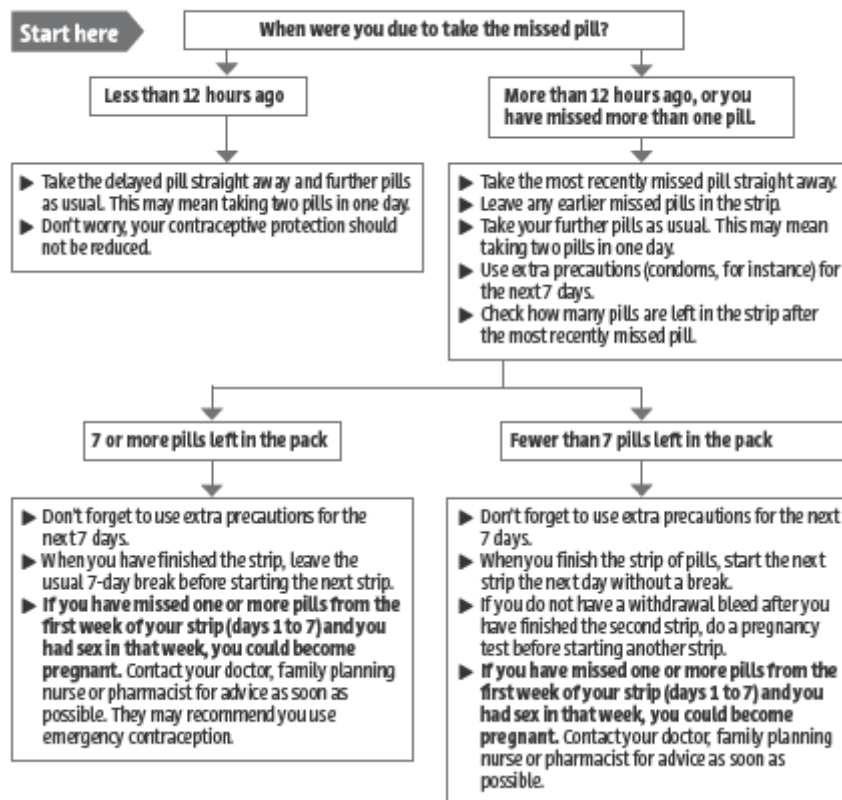 Start here
When were you due to take the missed pill?
Less than 12 hours ago
More than 12 hours ago, or you
have missed more than one pill.
▶ Take the delayed pill straight away and further pills
as usual. This may mean taking two pills in one day.
▶ Don't worry, your contraceptive protection should
not be reduced.
▶ Take the most recently missed pill straight away.
▶ Leave any earlier missed pills in the strip.
▶ Take your further pills as usual. This may mean
taking two pills in one day.
▶ Use extra precautions (condoms, for instance) for
the next 7 days.
▶ Check how many pills are left in the strip after
the most recently missed pill.
7 or more pills left in the pack
Fewer than 7 pills left in the pack
▶ Don't forget to use extra precautions for the
next 7 days.
▶ When you have finished the strip, leave the
usual 7-day break before starting the next strip.
▶ If you have missed one or more pills from the
first week of your strip (days 1 to 7) and you
had sex in that week, you could become
pregnant. Contact your doctor, family planning
nurse or pharmacist for advice as soon as
possible. They may recommend you use
emergency contraception.
▶ Don't forget to use extra precautions for the next
7 days.
▶ When you finish the strip of pills, start the next
strip the next day without a break.
▶ If you do not have a withdrawal bleed after you
have finished the second strip, do a pregnancy
test before starting another strip.
▶ If you have missed one or more pills from the
first week of your strip (days 1 to 7) and you
had sex in that week, you could become
pregnant. Contact your doctor, family planning
nurse or pharmacist for advice as soon as
possible.